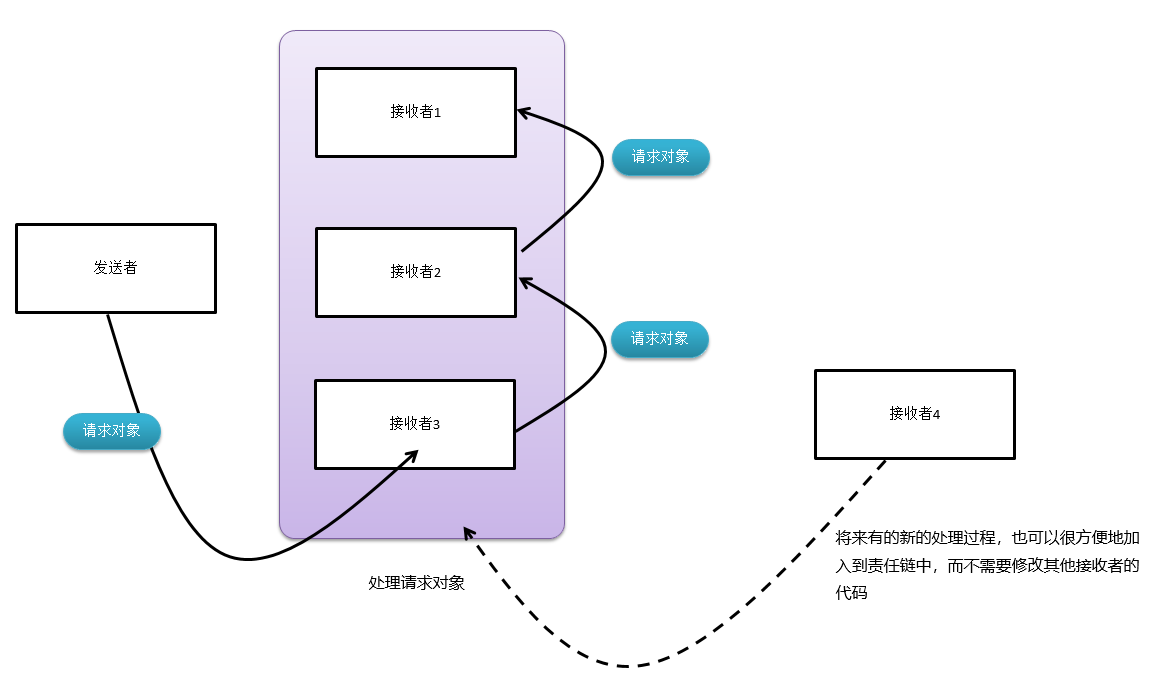 接收者1
请求对象
发送者
接收者2
请求对象
接收者3
请求对象
接收者4
将来有的新的处理过程，也可以很方便地加
入到责任链中，而不需要修改其他接收者的
代码
处理请求对象